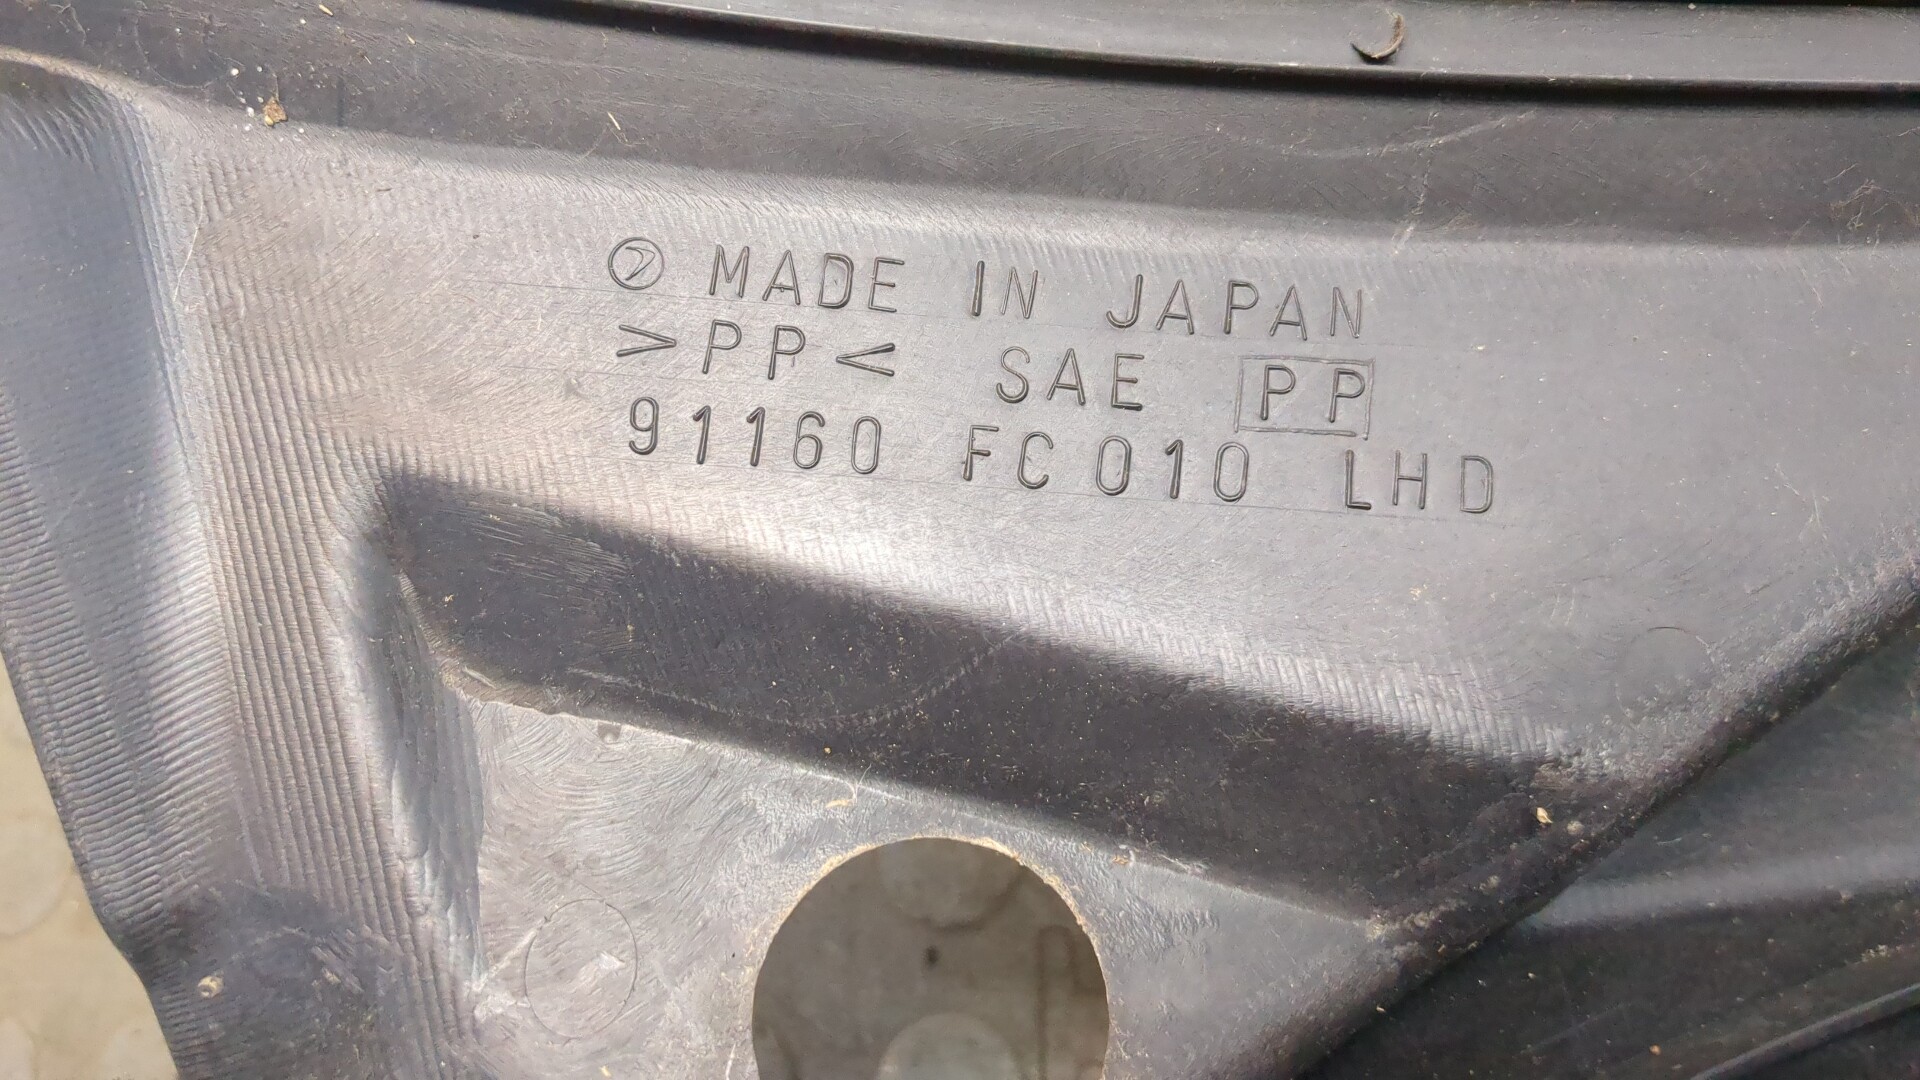 MADE IN JAPAN
>PP< SAE PP
91160 FC010 LHD